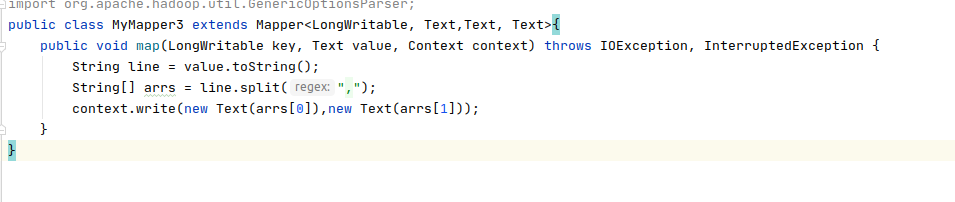 import org.apache.hadoop.util.GenericOptionsParser;
public class MyMapper3 extends Mapper<LongWritable, Text,Text, Text>{
    public void map(LongWritable key, Text value, Context context) throws IOException, InterruptedException {
        String line = value.toString();
        String[] arrs = line.split( regex: ",");
        context.write(new Text(arrs[0]),new Text(arrs[1]));
    }
}